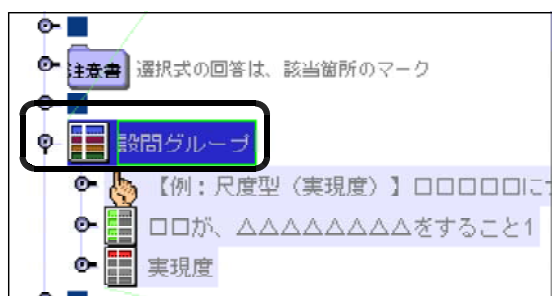 注意書 選択式の回答は、該当箇所のマーク
設問グループ
【例：尺度型（実現度）】□□□□□に
□□が、△△△△△△△△をすること1
実現度